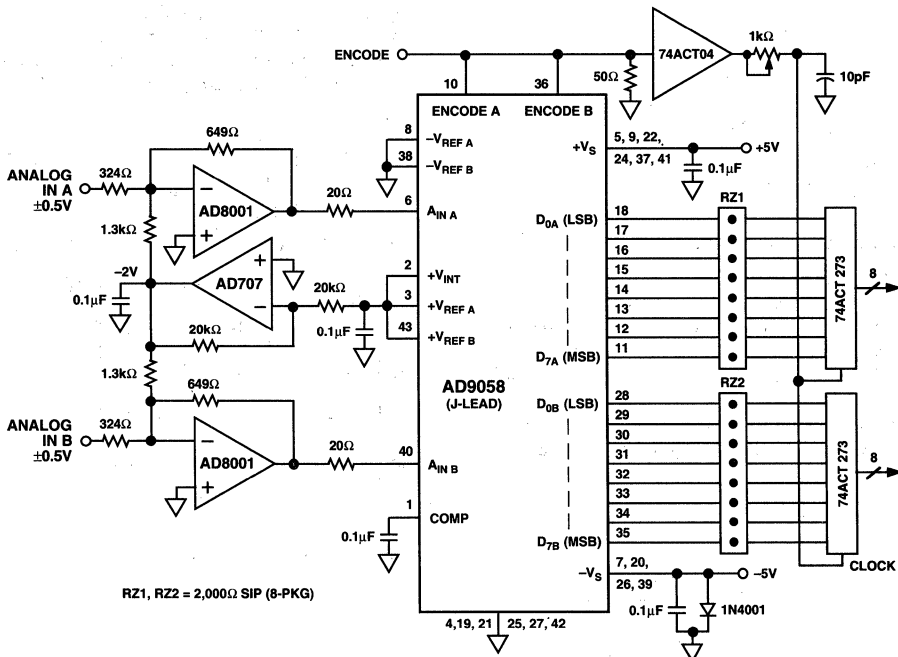 ENCODE
74ACT04
1kΩ
50Ω
10pF
10
36
ENCODE A
ENCODE B
649Ω
8
–VREF A
38
–VREF B
5, 9, 22,
+VS
24, 37, 41
+5V
0.1µF
ANALOG
IN A
±0.5V
324Ω
–
+
AD8001
20Ω
6
AIN A
1.3kΩ
D0A (LSB)
18
17
16
15
14
13
12
11
D7A (MSB)
RZ1
74ACT 273
8
–2V
0.1µF
AD707
+
–
20kΩ
0.1µF
2
+VINT
3
+VREF A
43
+VREF B
20kΩ
1.3kΩ
AD9058
(J-LEAD)
649Ω
ANALOG
IN B
±0.5V
324Ω
–
+
AD8001
20Ω
40
AIN B
RZ2
D0B (LSB)
28
29
30
31
32
33
34
35
D7B (MSB)
74ACT 273
8
CLOCK
1
COMP
0.1µF
7, 20,
–VS
26, 39
–5V
0.1µF
1N4001
RZ1, RZ2 = 2,000Ω SIP (8-PKG)
4,19, 21
25, 27, 42